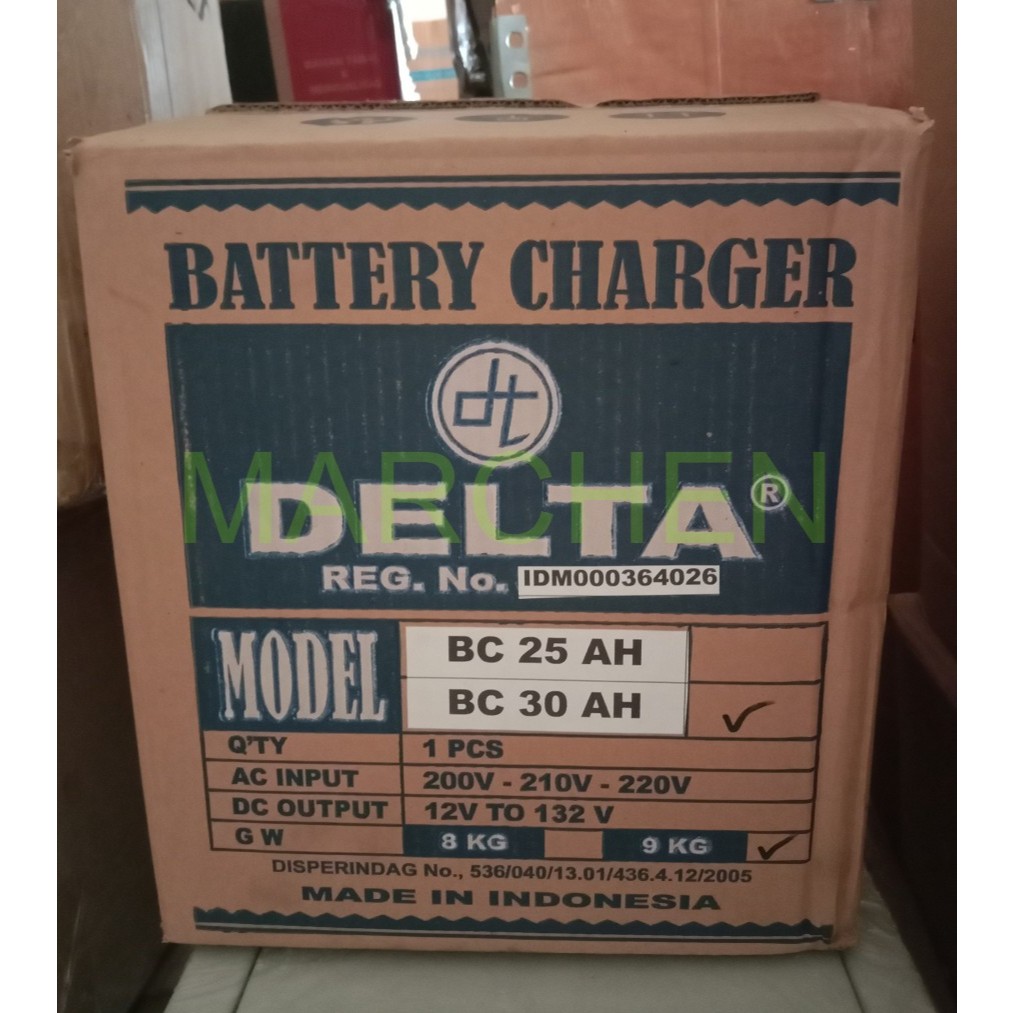 BATTERY CHARGER
dt
DELTA®
MARCHEN
REG. No. IDM000364026
MODEL
BC 25 AH
BC 30 AH ✓
Q'TY 1 PCS
AC INPUT 200V - 210V - 220V
DC OUTPUT 12V TO 132 V
G W 8 KG 9 KG ✓
DISPERINDAG No., 536/040/13.01/436.4.12/2005
MADE IN INDONESIA